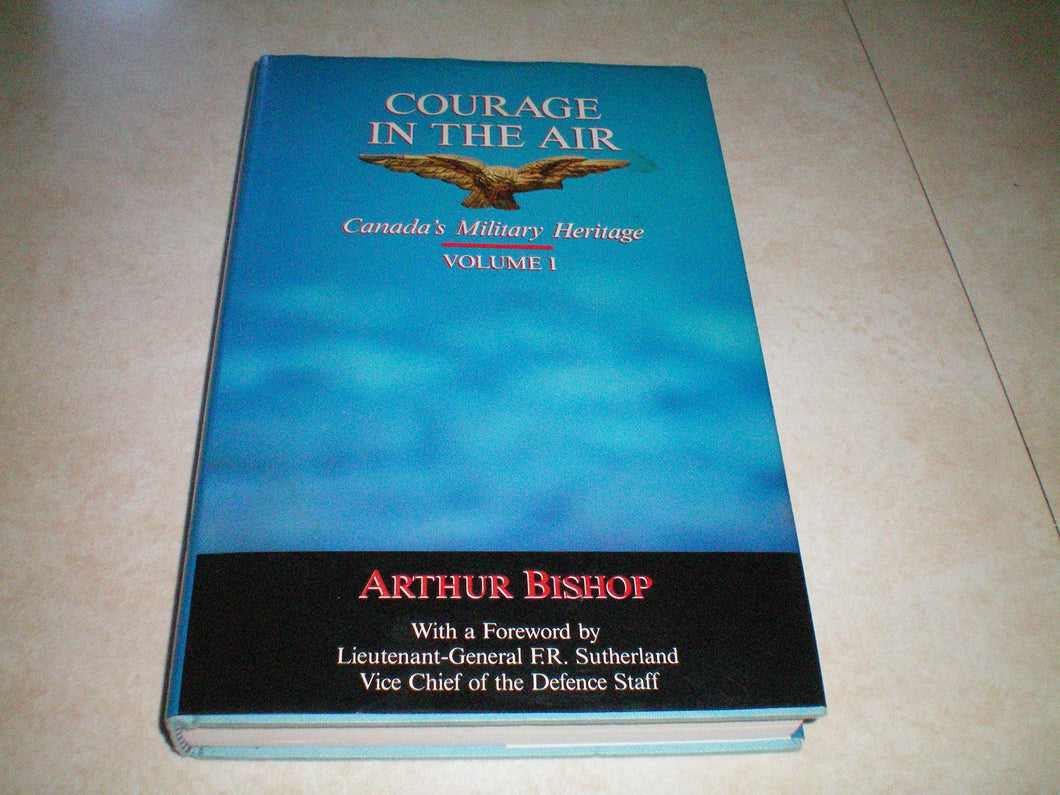 COURAGE
IN THE AIR
Canada's Military Heritage
VOLUME 1
ARTHUR BISHOP
With a Foreword by
Lieutenant-General F.R. Sutherland
Vice Chief of the Defence Staff